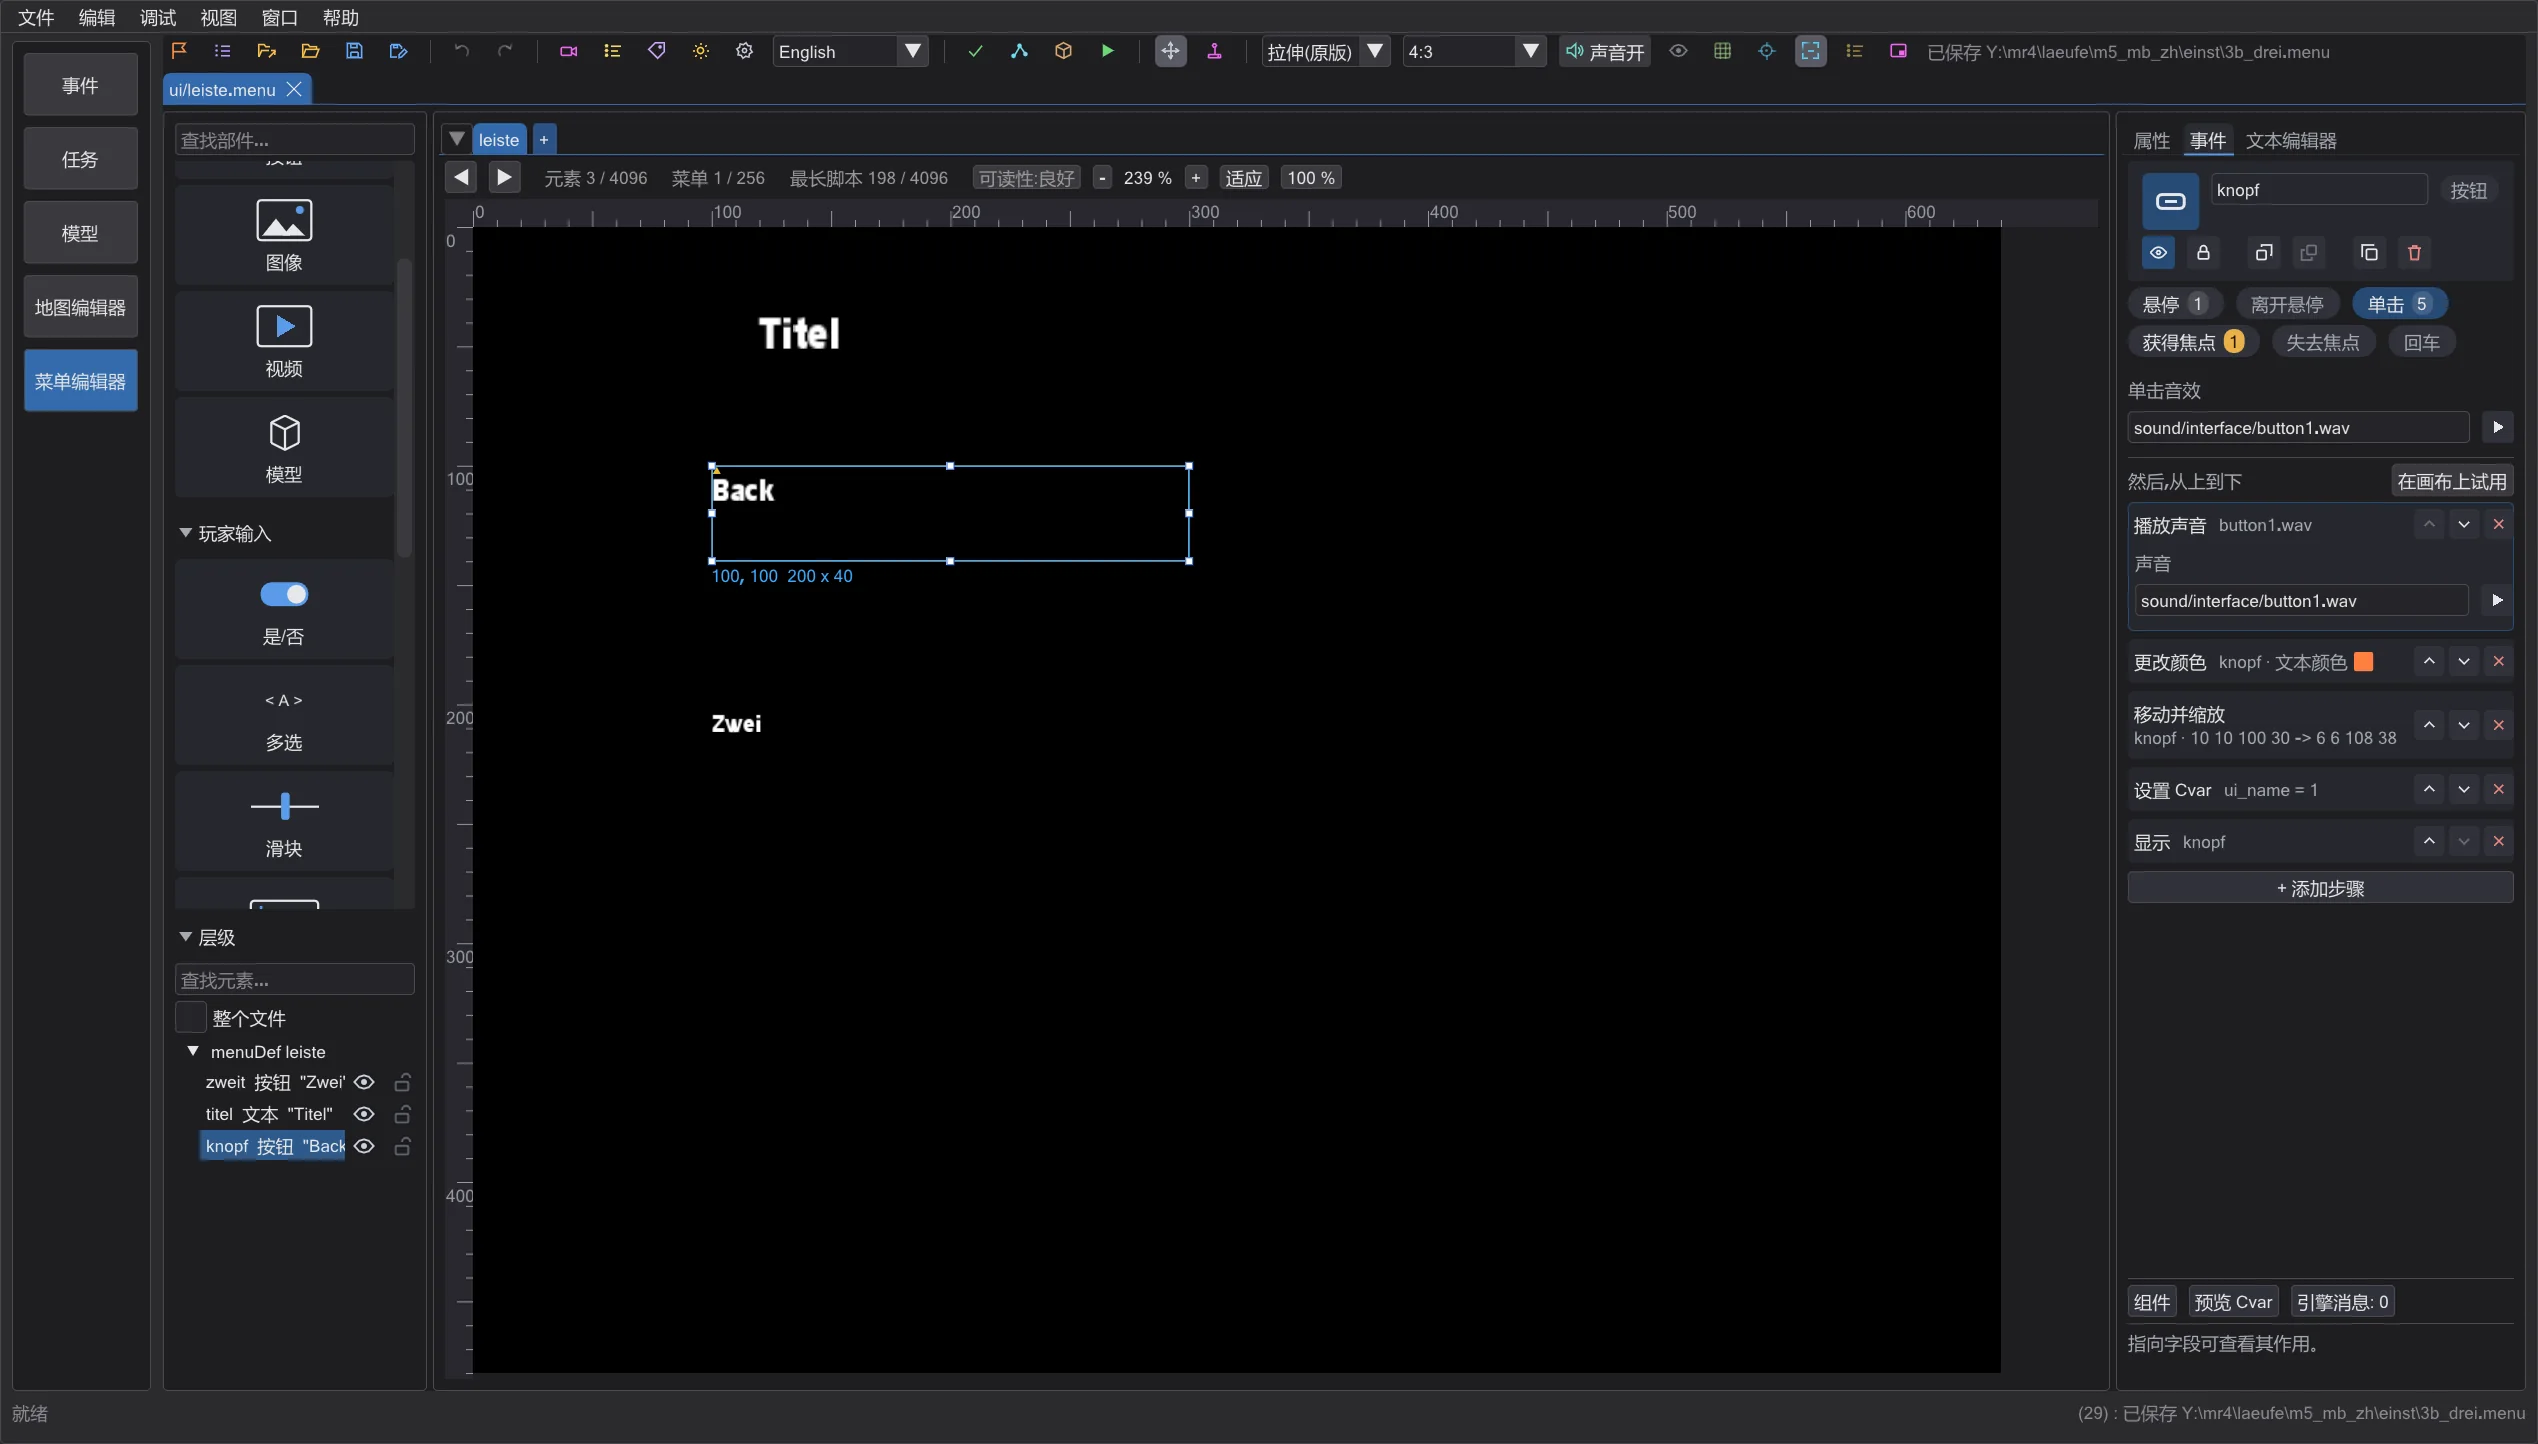 文件 编辑 调试 视图 窗口 帮助
English
拉伸(原版)
4:3
声音开
已保存 Y:\mr4\laeufe\m5_mb_zh\einst\3b_drei.menu
事件
任务
模型
地图编辑器
菜单编辑器
ui/leiste.menu
查找部件...
图像
视频
模型
玩家输入
是/否
< A >
多选
滑块
层级
查找元素...
整个文件
menuDef leiste
zweit 按钮 "Zwei"
titel 文本 "Titel"
knopf 按钮 "Back
leiste +
元素 3 / 4096 菜单 1 / 256 最长脚本 198 / 4096 可读性:良好 - 239 % + 适应 100 %
0 100 200 300 400 500 600
0
100
200
300
400
Titel
Back
100, 100 200 x 40
Zwei
属性 事件 文本编辑器
knopf 按钮
悬停 1 离开悬停 单击 5
获得焦点 1 失去焦点 回车
单击音效
sound/interface/button1.wav
然后,从上到下 在画布上试用
播放声音 button1.wav
声音
sound/interface/button1.wav
更改颜色 knopf · 文本颜色
移动并缩放
knopf · 10 10 100 30 -> 6 6 108 38
设置 Cvar ui_name = 1
显示 knopf
+ 添加步骤
组件 预览 Cvar 引擎消息: 0
指向字段可查看其作用。
就绪
(29) : 已保存 Y:\mr4\laeufe\m5_mb_zh\einst\3b_drei.menu